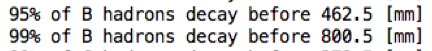 95% of B hadrons decay before 462.5 [mm]
99% of B hadrons decay before 800.5 [mm]